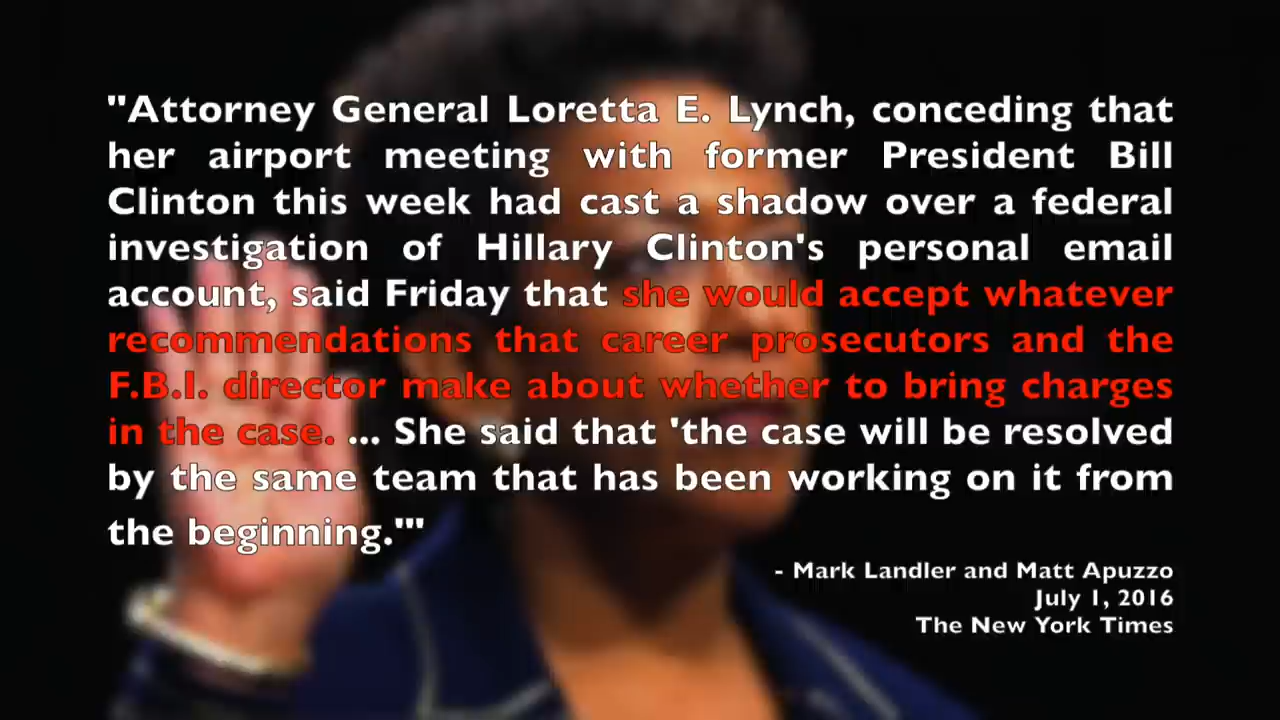 "Attorney General Loretta E. Lynch, conceding that
her airport meeting with former President Bill
Clinton this week had cast a shadow over a federal
investigation of Hillary Clinton's personal email
account, said Friday that she would accept whatever
recommendations that career prosecutors and the
F.B.I. director make about whether to bring charges
in the case. ... She said that 'the case will be resolved
by the same team that has been working on it from
the beginning.'"
- Mark Landler and Matt Apuzzo
July 1, 2016
The New York Times